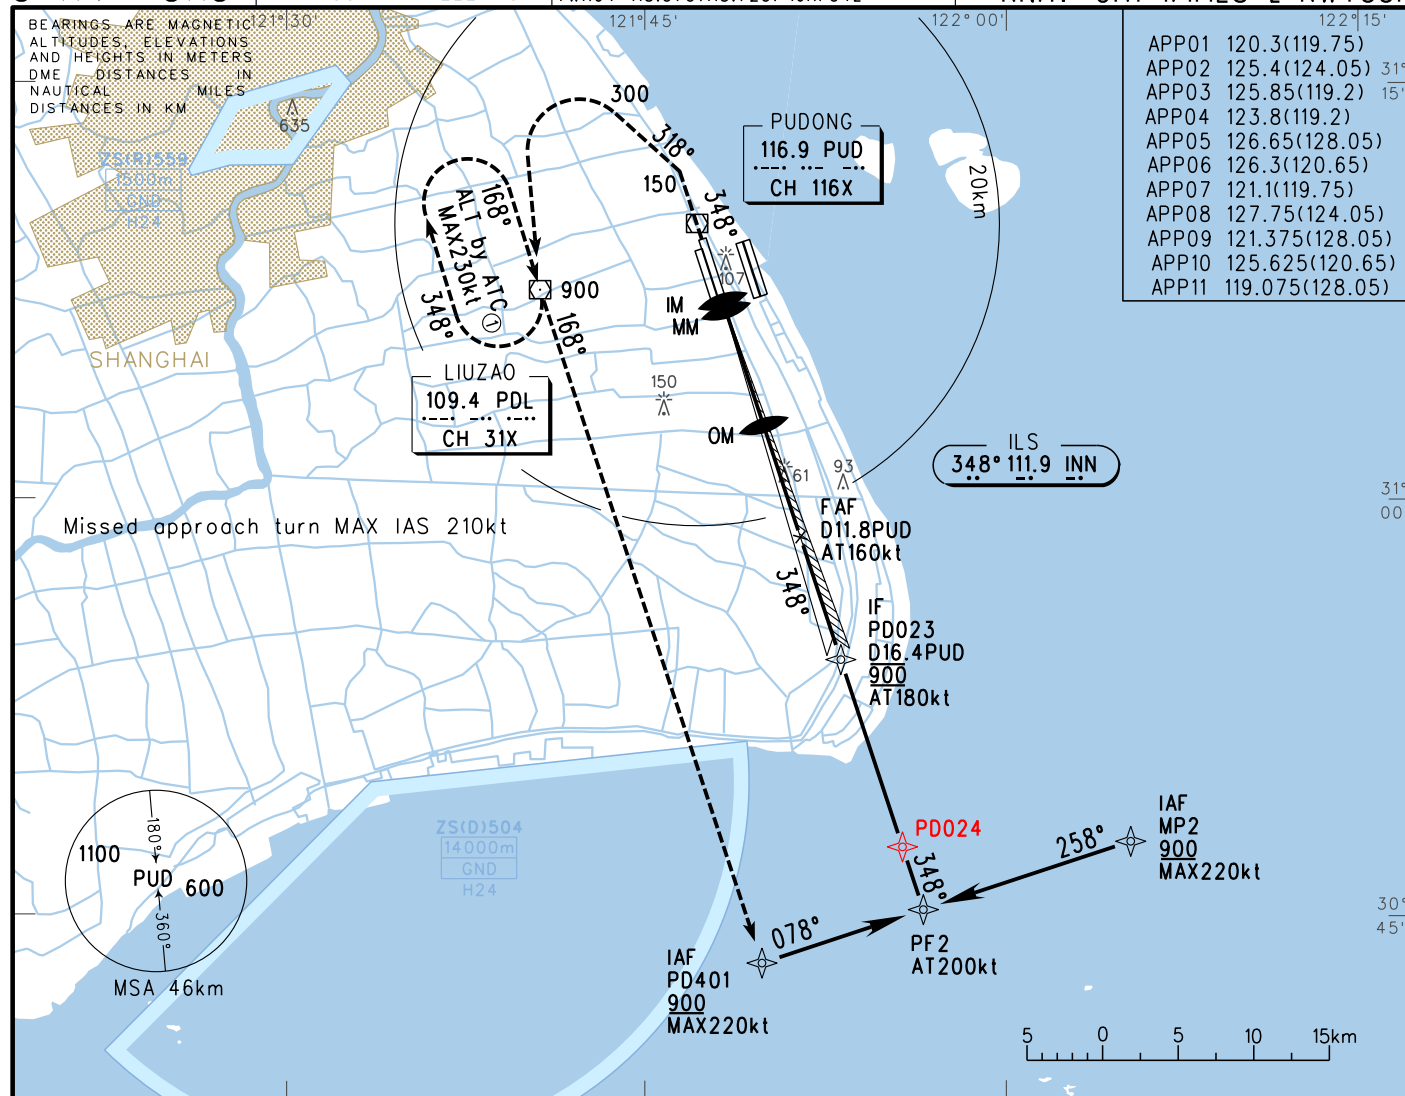 121°30'
121°45'
122°00'
122°15'
BEARINGS ARE MAGNETIC
ALTITUDES, ELEVATIONS
AND HEIGHTS IN METERS
DME DISTANCES IN
NAUTICAL MILES
DISTANCES IN KM
635
ZS(R)559
1500m
GND
H24
SHANGHAI
300
318°
150
348°
PUDONG
116.9 PUD
CH 116X
20km
APP01 120.3(119.75)
APP02 125.4(124.05)
APP03 125.85(119.2)
APP04 123.8(119.2)
APP05 126.65(128.05)
APP06 126.3(120.65)
APP07 121.1(119.75)
APP08 127.75(124.05)
APP09 121.375(128.05)
APP10 125.625(120.65)
APP11 119.075(128.05)
31°
15'
168°
ALT by ATC
MAX230kt
1
348°
900
168°
107
IM
MM
LIUZAO
109.4 PDL
CH 31X
150
OM
61
93
ILS
348° 111.9 INN
31°
00'
Missed approach turn MAX IAS 210kt
FAF
D11.8PUD
AT160kt
348°
IF
PD023
D16.4PUD
900
AT180kt
ZS(D)504
14000m
GND
H24
PD024
348°
258°
IAF
MP2
900
MAX220kt
1100
180°
PUD
600
360°
MSA 46km
078°
IAF
PD401
900
MAX220kt
PF2
AT200kt
30°
45'
5 0 5 10 15km